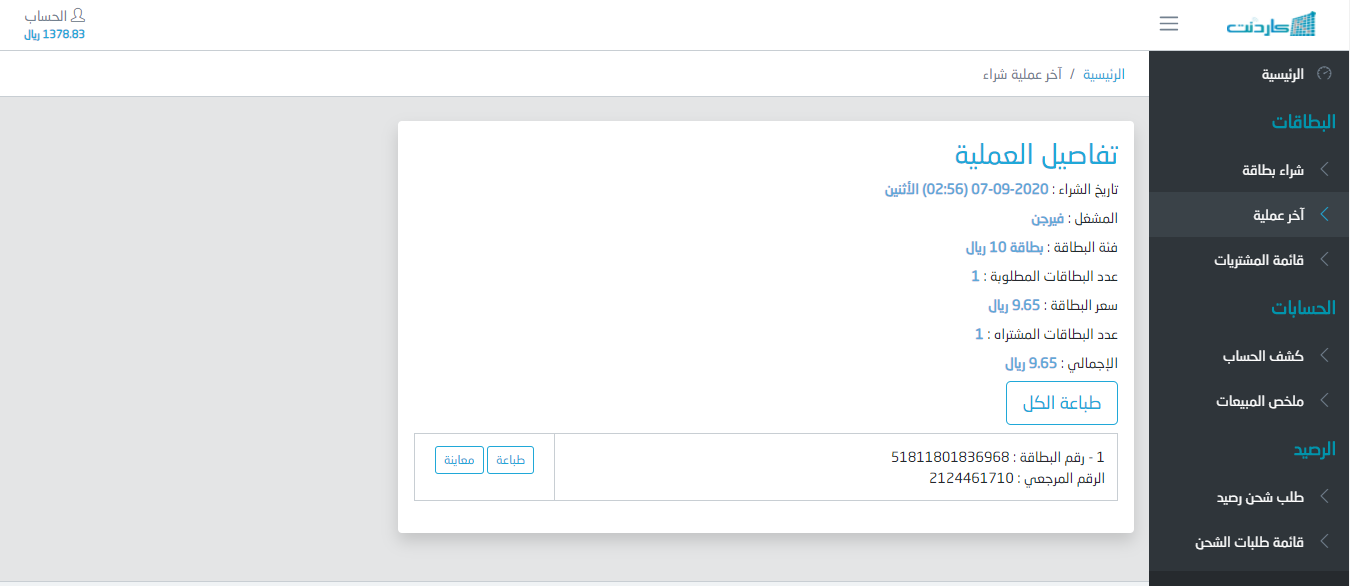 كاردنت
الحساب
1378.83 ريال
الرئيسية / آخر عملية شراء
الرئيسية
البطاقات
شراء بطاقة
آخر عملية
قائمة المشتريات
الحسابات
كشف الحساب
ملخص المبيعات
الرصيد
طلب شحن رصيد
قائمة طلبات الشحن
تفاصيل العملية
تاريخ الشراء : 2020-09-07 (02:56) الأثنين
المشغل : فيرجن
فئة البطاقة : بطاقة 10 ريال
عدد البطاقات المطلوبة : 1
سعر البطاقة : 9.65 ريال
عدد البطاقات المشتراه : 1
الإجمالي : 9.65 ريال
طباعة الكل
1 - رقم البطاقة : 51811801836968
الرقم المرجعي : 2124461710
طباعة
معاينة